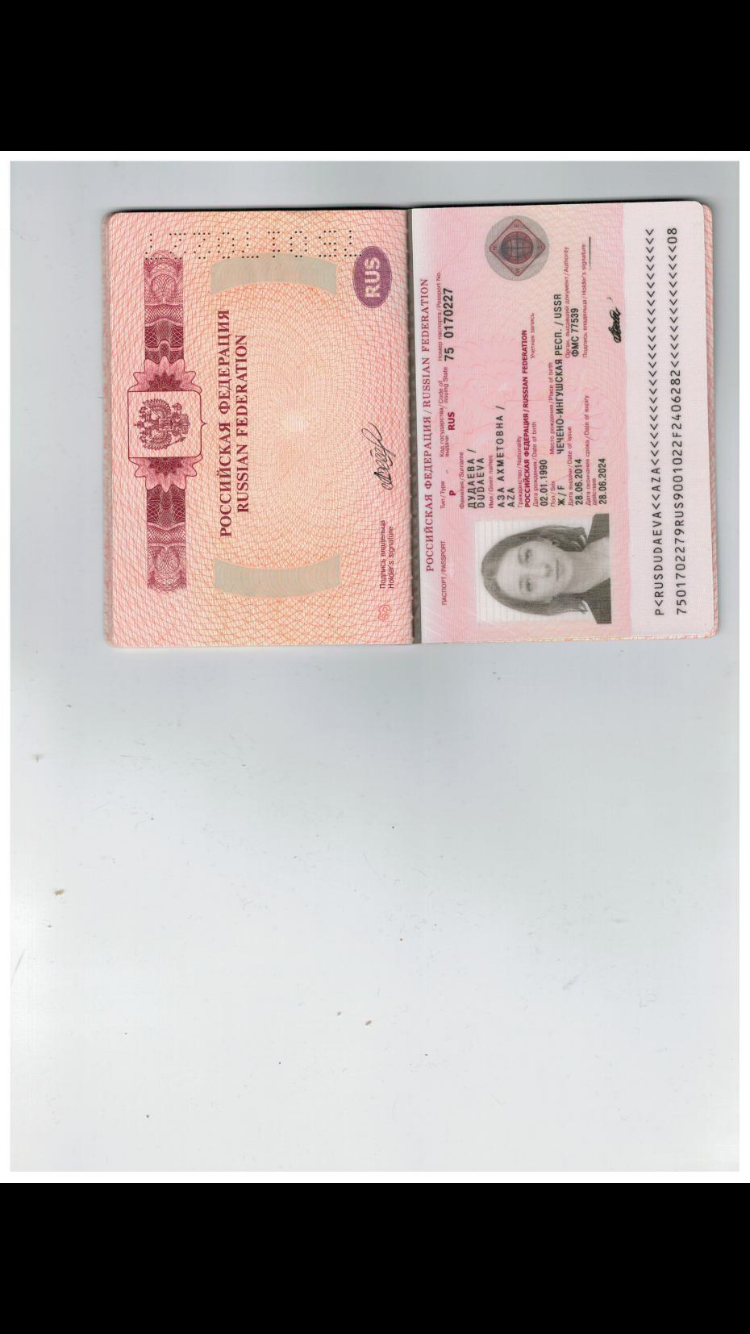 РОССИЙСКАЯ ФЕДЕРАЦИЯ
RUSSIAN FEDERATION
RUS
Подпись владельца
Holder's signature
РОССИЙСКАЯ ФЕДЕРАЦИЯ / RUSSIAN FEDERATION
ПАСПОРТ / PASSPORT
Тип / Type
Код государства выдачи / Code of issuing State
Номер паспорта / Passport No.
P
RUS
75 0170227
Фамилия / Surname
ДУДАЕВА /
DUDAEVA
Имя / Given names
АЗА АХМЕТОВНА /
AZA
Гражданство / Nationality
РОССИЙСКАЯ ФЕДЕРАЦИЯ / RUSSIAN FEDERATION
Дата рождения / Date of birth
Учетная запись
02.01.1990
Пол / Sex
Место рождения / Place of birth
Ж / F
ЧЕЧЕНО-ИНГУШСКАЯ РЕСП. / USSR
Дата выдачи / Date of issue
Орган, выдавший документ / Authority
28.06.2014
ФМС 77539
Дата окончания срока действия / Date of expiry
Подпись владельца / Holder's signature
28.06.2024
P<RUSDUDAEVA<<AZA<<<<<<<<<<<<<<<<<<<<<<<<<<<
7501702279RUS9001022F2406282<<<<<<<<<<<<<<08